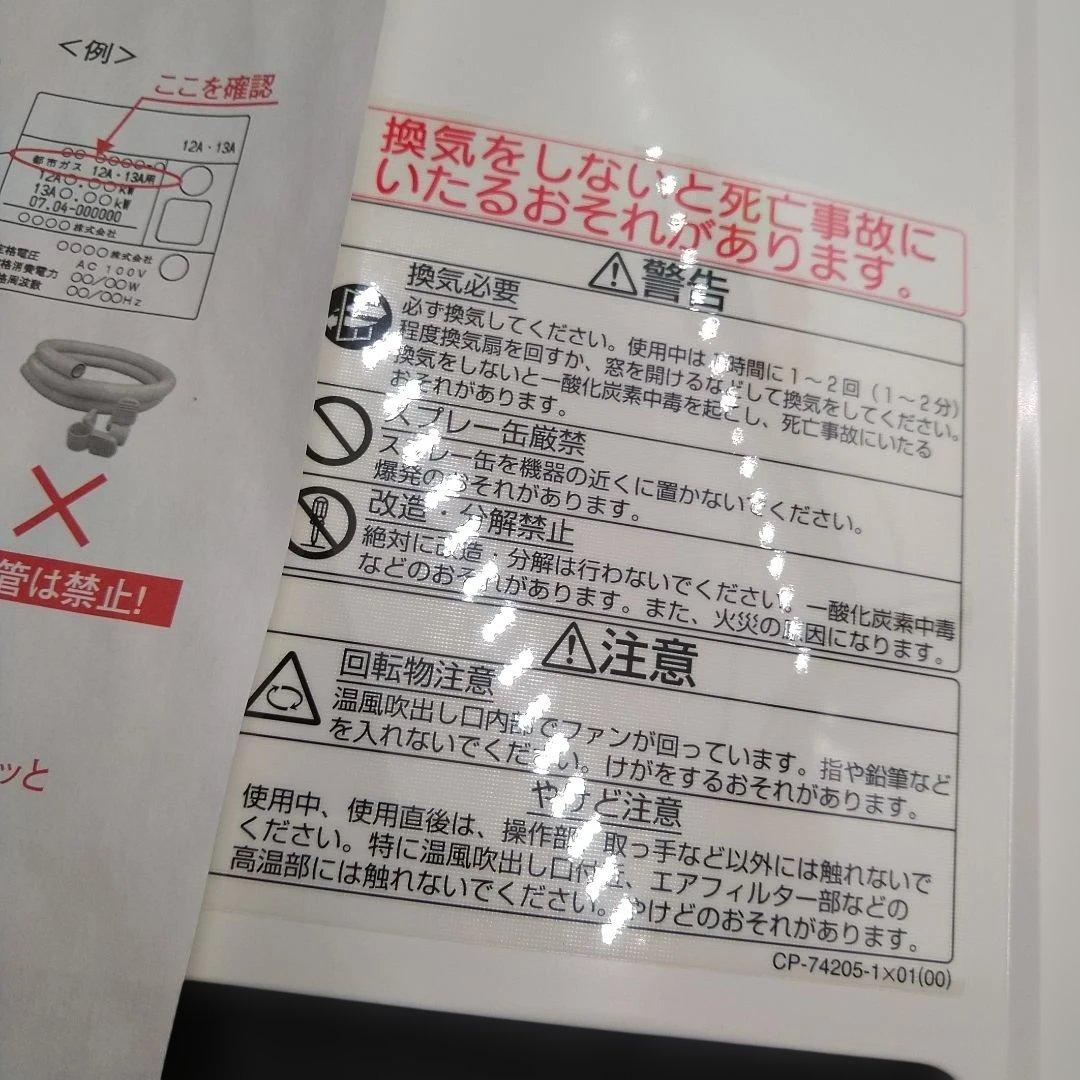 <例>
ここを確認
12A・13A
○○ ○○○○○-○
都市ガス 12A・13A用
12A○.○○kW
13A○.○○kW
07.04-000000
○○○○株式会社
○○○○株式会社
定格電圧 AC 100V
格消費電力 ○○/○○W
格周波数 ○○/○○Hz
管は禁止!
ッと
換気をしないと死亡事故に
いたるおそれがあります。
⚠警告
換気必要
必ず換気してください。使用中は 時間に1～2回(1～2分)
程度換気扇を回すか、窓を開けるなどして換気をしてください。
換気をしないと一酸化炭素中毒を起こし、死亡事故にいたる
おそれがあります。
スプレー缶厳禁
スプレー缶を機器の近くに置かないでください。
爆発のおそれがあります。
改造・分解禁止
絶対に改造・分解は行わないでください。一酸化炭素中毒
などのおそれがあります。また、火災の原因になります。
⚠注意
回転物注意
温風吹出し口内部でファンが回っています。指や鉛筆など
を入れないでください。けがをするおそれがあります。
やけど注意
使用中、使用直後は、操作部、取っ手など以外には触れないで
ください。特に温風吹出し口付近、エアフィルター部などの
高温部には触れないでください。やけどのおそれがあります。
CP-74205-1×01(00)